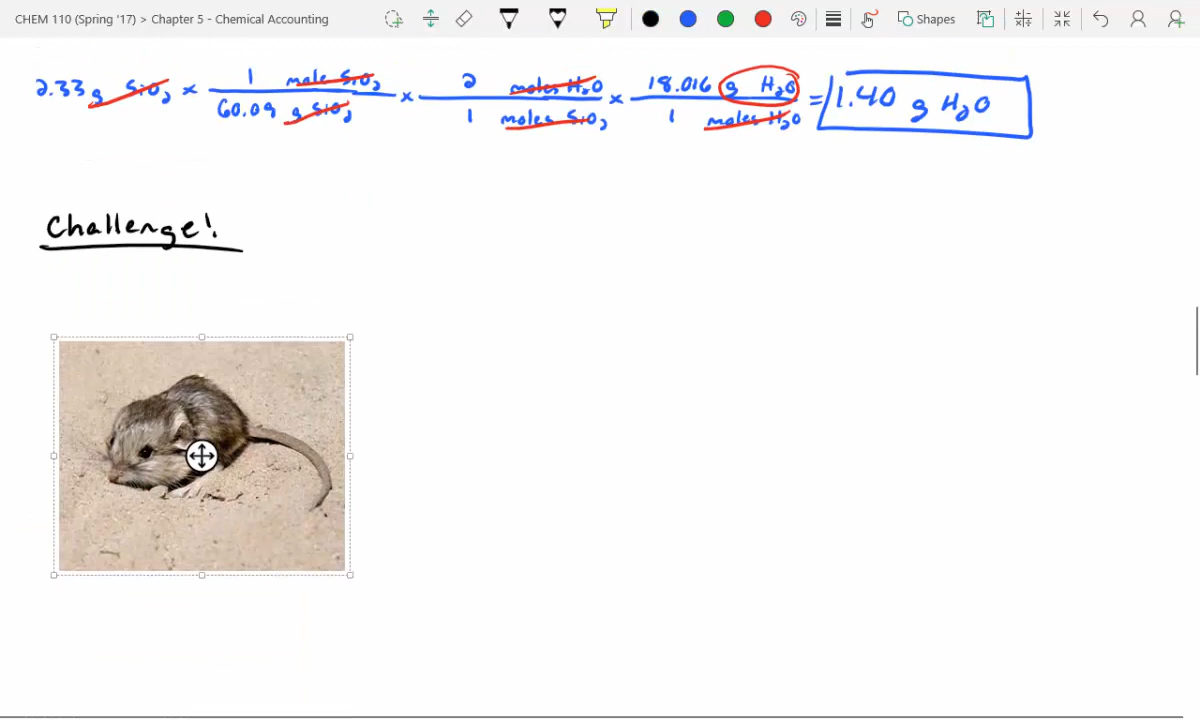 CHEM 110 (Spring '17) > Chapter 5 - Chemical Accounting
Shapes
2.33 g SiO₂ × 1 mole SiO₂ / 60.09 g SiO₂ × 2 moles H₂O / 1 moles SiO₂ × 18.016 g H₂O / 1 moles H₂O = 1.40 g H₂O
Challenge!